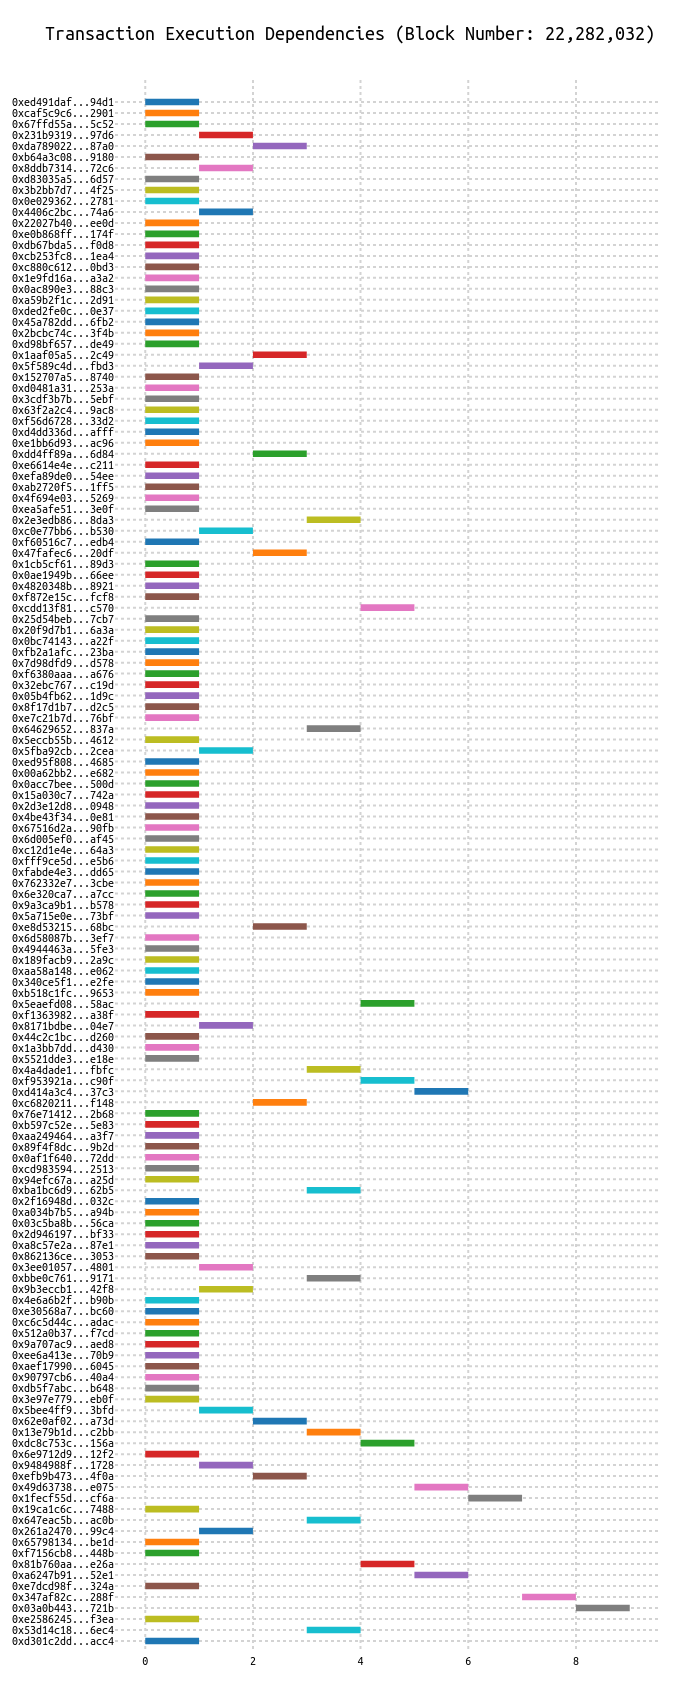 Transaction Execution Dependencies (Block Number: 22,282,032)
0xed491daf...94d1
0xcaf5c9c6...2901
0x67ffd55a...5c52
0x231b9319...97d6
0xda789022...87a0
0xb64a3c08...9180
0x8ddb7314...72c6
0xd83035a5...6d57
0x3b2bb7d7...4f25
0x0e029362...2781
0x4406c2bc...74a6
0x22027b40...ee0d
0xe0b868ff...174f
0xdb67bda5...f0d8
0xcb253fc8...1ea4
0xc880c612...0bd3
0x1e9fd16a...a3a2
0x0ac890e3...88c3
0xa59b2f1c...2d91
0xded2fe0c...0e37
0x45a782dd...6fb2
0x2bcbc74c...3f4b
0xd98bf657...de49
0x1aaf05a5...2c49
0x5f589c4d...fbd3
0x152707a5...8740
0xd0481a31...253a
0x3cdf3b7b...5ebf
0x63f2a2c4...9ac8
0xf56d6728...33d2
0xd4dd336d...afff
0xe1bb6d93...ac96
0xdd4ff89a...6d84
0xe6614e4e...c211
0xefa89de0...54ee
0xab2720f5...1ff5
0x4f694e03...5269
0xea5afe51...3e0f
0x2e3edb86...8da3
0xc0e77bb6...b530
0xf60516c7...edb4
0x47fafec6...20df
0x1cb5cf61...89d3
0x0ae1949b...66ee
0x4820348b...8921
0xf872e15c...fcf8
0xcdd13f81...c570
0x25d54beb...7cb7
0x20f9d7b1...6a3a
0x0bc74143...a22f
0xfb2a1afc...23ba
0x7d98dfd9...d578
0xf6380aaa...a676
0x32ebc767...c19d
0x05b4fb62...1d9c
0x8f17d1b7...d2c5
0xe7c21b7d...76bf
0x64629652...837a
0x5eccb55b...4612
0x5fba92cb...2cea
0xed95f808...4685
0x00a62bb2...e682
0x0acc7bee...500d
0x15a030c7...742a
0x2d3e12d8...0948
0x4be43f34...0e81
0x67516d2a...90fb
0x6d005ef0...af45
0xc12d1e4e...64a3
0xfff9ce5d...e5b6
0xfabde4e3...dd65
0x762332e7...3cbe
0x6e320ca7...a7cc
0x9a3ca9b1...b578
0x5a715e0e...73bf
0xe8d53215...68bc
0x6d58087b...3ef7
0x4944463a...5fe3
0x189facb9...2a9c
0xaa58a148...e062
0x340ce5f1...e2fe
0xb518c1fc...9653
0x5eaefd08...58ac
0xf1363982...a38f
0x8171bdbe...04e7
0x44c2c1bc...d260
0x1a3bb7dd...d430
0x5521dde3...e18e
0x4a4dade1...fbfc
0xf953921a...c90f
0xd414a3c4...37c3
0xc6820211...f148
0x76e71412...2b68
0xb597c52e...5e83
0xaa249464...a3f7
0x89f4f8dc...9b2d
0x0af1f640...72dd
0xcd983594...2513
0x94efc67a...a25d
0xba1bc6d9...62b5
0x2f16948d...032c
0xa034b7b5...a94b
0x03c5ba8b...56ca
0x2d946197...bf33
0xa8c57e2a...87e1
0x862136ce...3053
0x3ee01057...4801
0xbbe0c761...9171
0x9b3eccb1...42f8
0x4e6a6b2f...b90b
0xe30568a7...bc60
0xc6c5d44c...adac
0x512a0b37...f7cd
0x9a707ac9...aed8
0xee6a413e...70b9
0xaef17990...6045
0x90797cb6...40a4
0xdb5f7abc...b648
0x3e97e779...eb0f
0x5bee4ff9...3bfd
0x62e0af02...a73d
0x13e79b1d...c2bb
0xdc8c753c...156a
0x6e9712d9...12f2
0x9484988f...1728
0xefb9b473...4f0a
0x49d63738...e075
0x1fecf55d...cf6a
0x19ca1c6c...7488
0x647eac5b...ac0b
0x261a2470...99c4
0x65798134...be1d
0xf7156cb8...448b
0x81b760aa...e26a
0xa6247b91...52e1
0xe7dcd98f...324a
0x347af82c...288f
0x03a0b443...721b
0xe2586245...f3ea
0x53d14c18...6ec4
0xd301c2dd...acc4
0 2 4 6 8